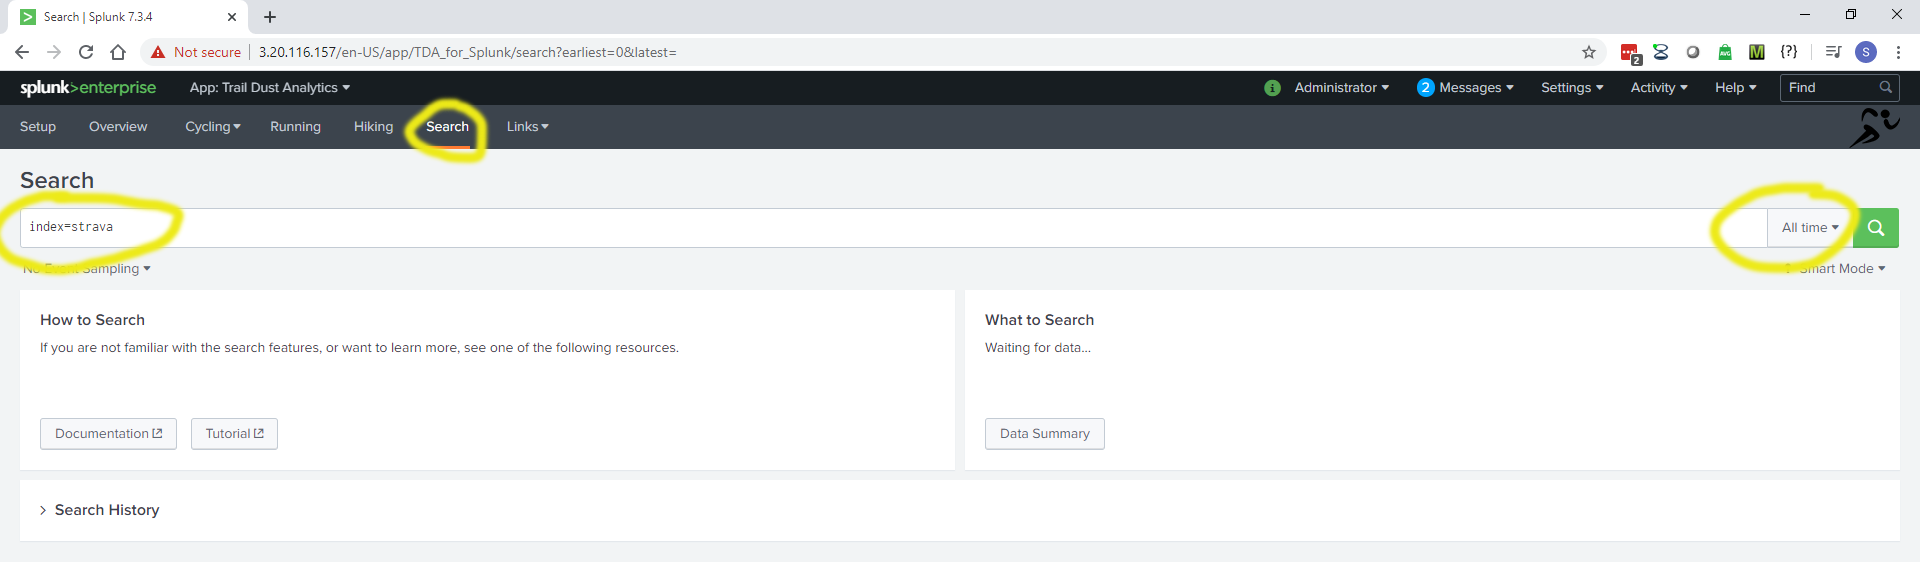 Search | Splunk 7.3.4
Not secure | 3.20.116.157/en-US/app/TDA_for_Splunk/search?earliest=0&latest=
2
S
splunk>enterprise App: Trail Dust Analytics
i Administrator 2 Messages Settings Activity Help Find
Setup Overview Cycling Running Hiking Search Links
Search
index=strava
All time
No Event Sampling
Smart Mode
How to Search
If you are not familiar with the search features, or want to learn more, see one of the following resources.
Documentation Tutorial
What to Search
Waiting for data...
Data Summary
> Search History